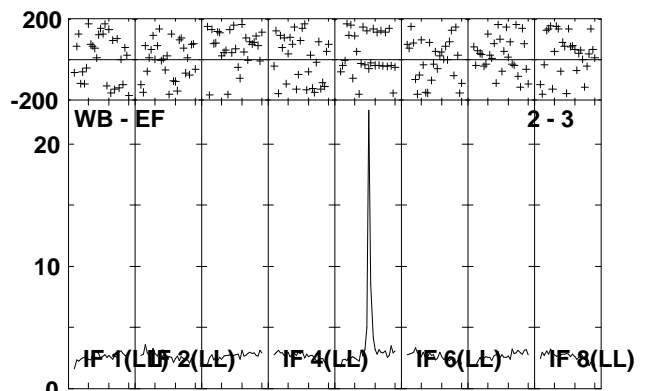 200
-200
WB - EF 2 - 3
20
10
IF 1(LL) IF 2(LL) IF 4(LL) IF 6(LL) IF 8(LL)
0